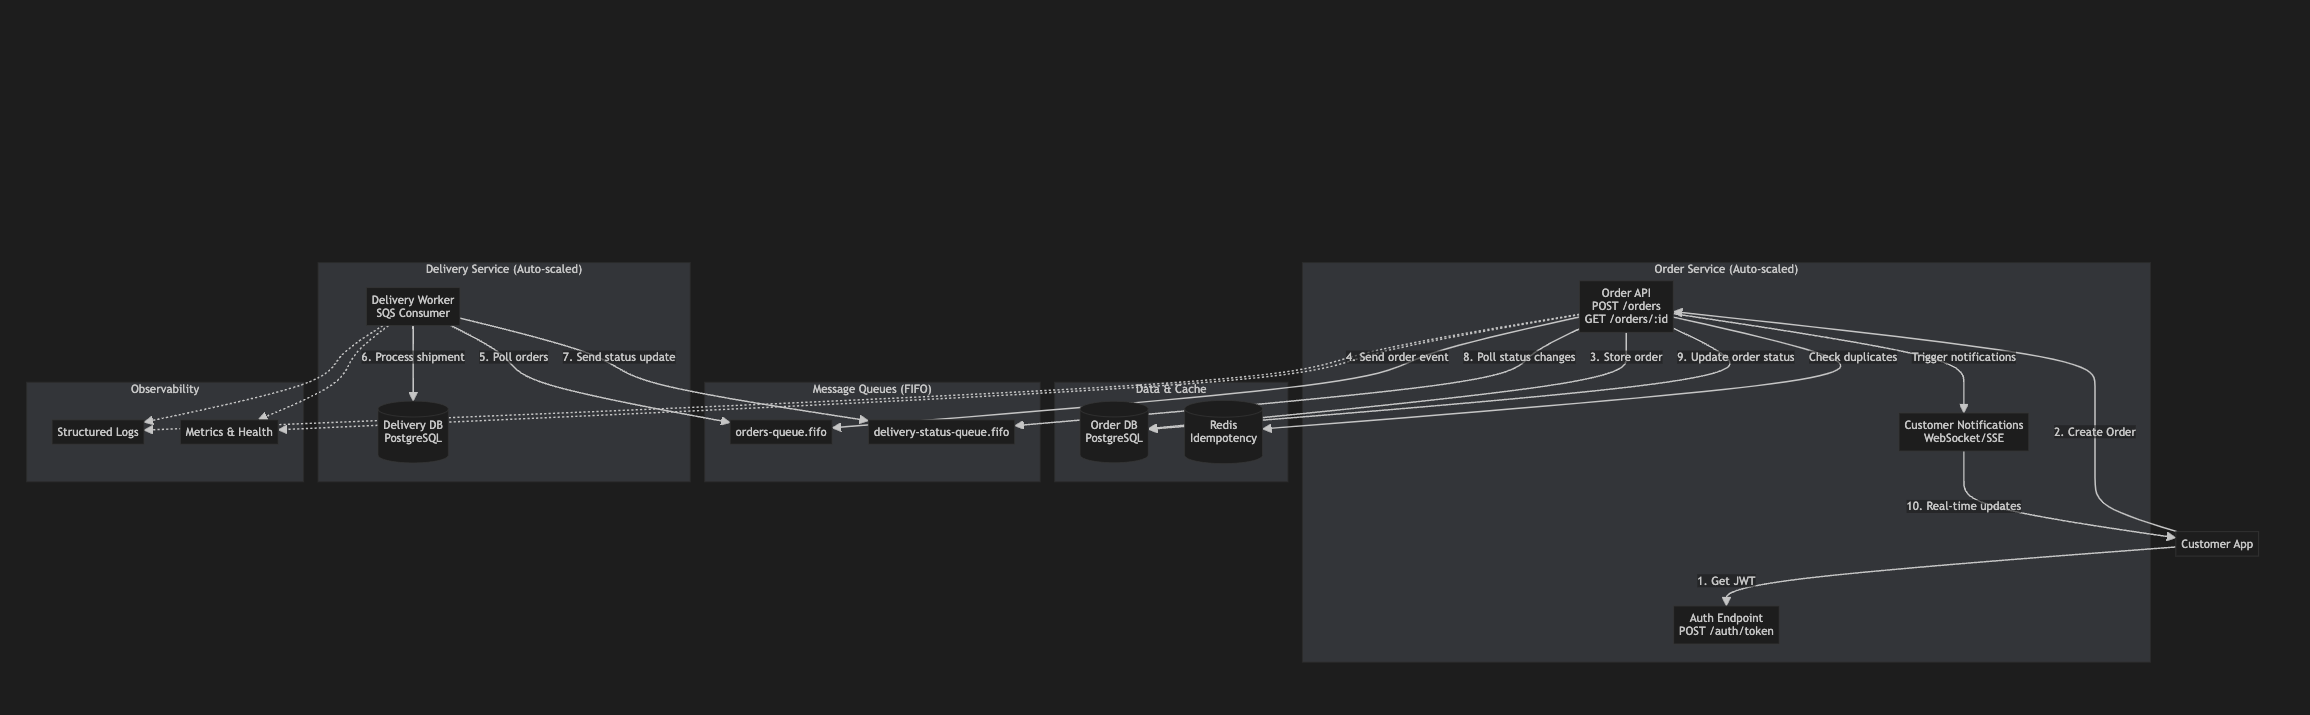 Delivery Service (Auto-scaled)
Delivery Worker
SQS Consumer
6. Process shipment
5. Poll orders
7. Send status update
Delivery DB
PostgreSQL
Observability
Structured Logs
Metrics & Health
Message Queues (FIFO)
orders-queue.fifo
delivery-status-queue.fifo
Data & Cache
Order DB
PostgreSQL
Redis
Idempotency
Order Service (Auto-scaled)
Order API
POST /orders
GET /orders/:id
4. Send order event
8. Poll status changes
3. Store order
9. Update order status
Check duplicates
Trigger notifications
Customer Notifications
WebSocket/SSE
2. Create Order
10. Real-time updates
Customer App
1. Get JWT
Auth Endpoint
POST /auth/token